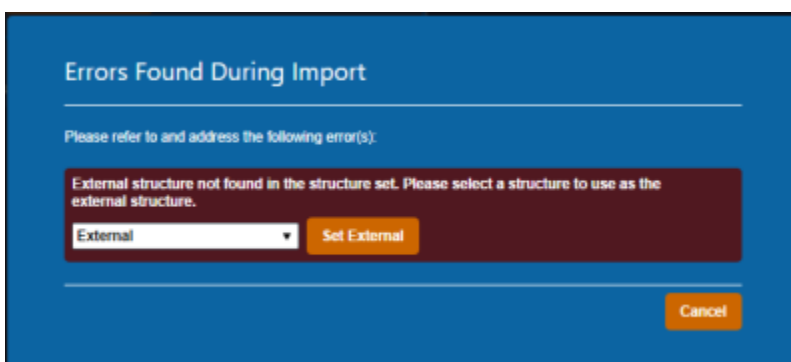 Errors Found During Import
Please refer to and address the following error(s):
External structure not found in the structure set. Please select a structure to use as the
external structure.
External
Set External
Cancel